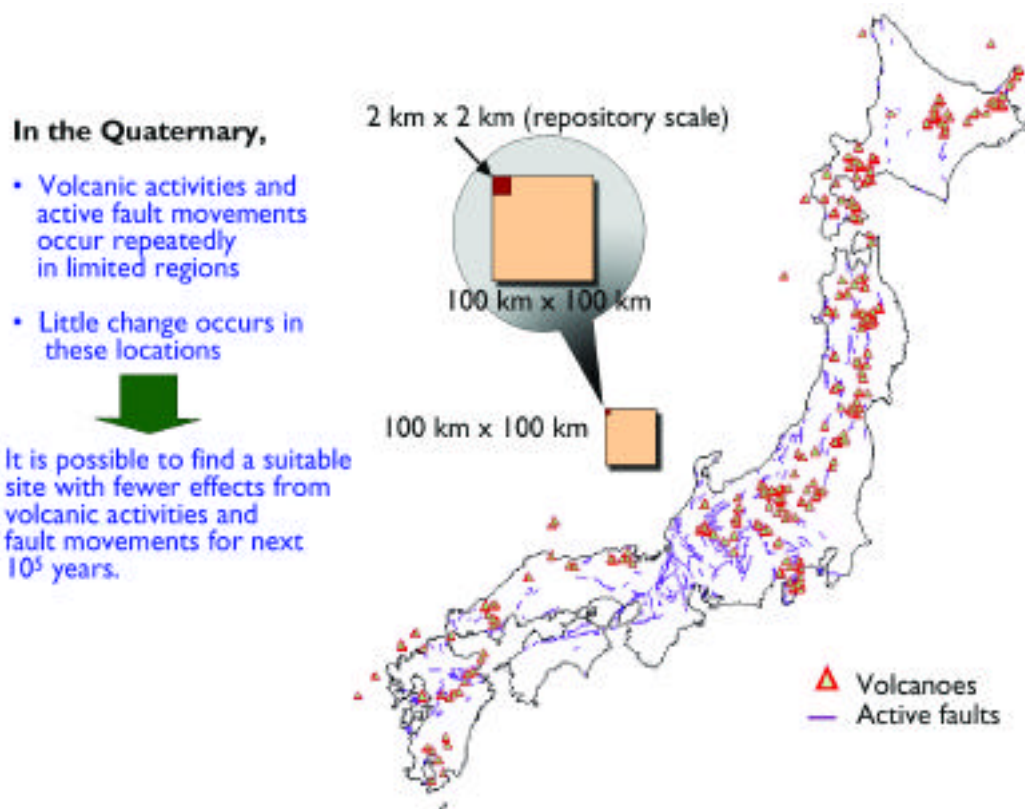 In the Quaternary,
• Volcanic activities and
active fault movements
occur repeatedly
in limited regions
• Little change occurs in
these locations
It is possible to find a suitable
site with fewer effects from
volcanic activities and
fault movements for next
10⁵ years.
2 km x 2 km (repository scale)
100 km x 100 km
100 km x 100 km
Volcanoes
Active faults